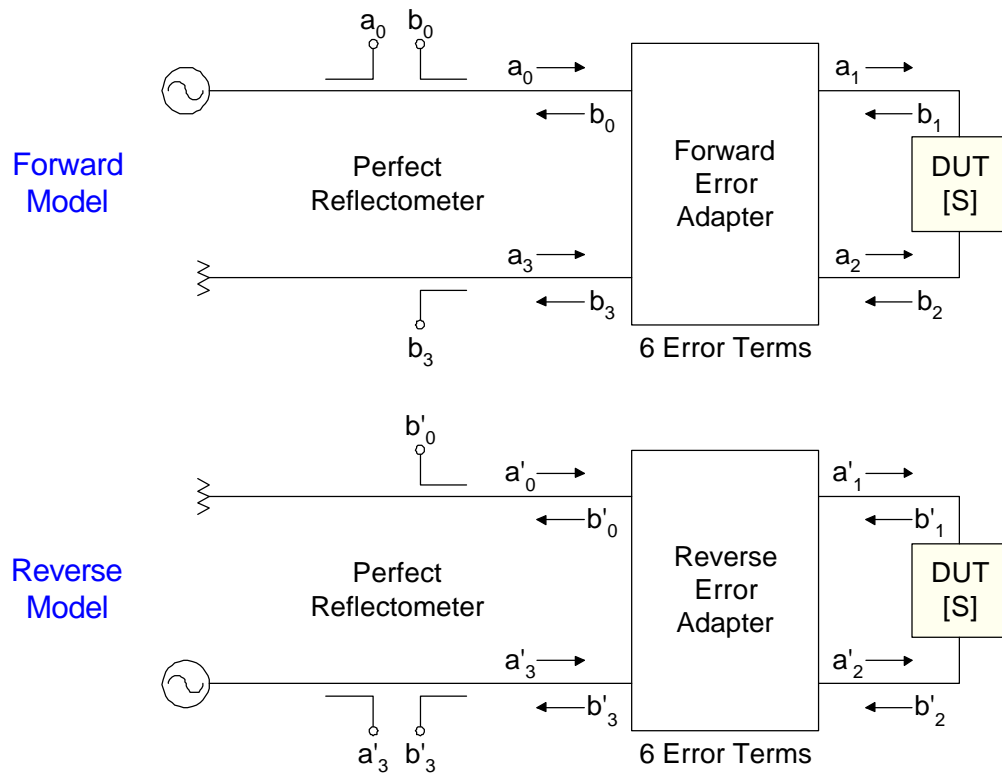 a₀ b₀
a₀ a₁
b₀ b₁
Forward
Model
Perfect
Reflectometer
Forward
Error
Adapter
DUT
[S]
a₃ a₂
b₃ b₂
b₃
6 Error Terms
b'₀
a'₀ a'₁
b'₀ b'₁
Reverse
Model
Perfect
Reflectometer
Reverse
Error
Adapter
DUT
[S]
a'₃ a'₂
b'₃ b'₂
a'₃ b'₃
6 Error Terms